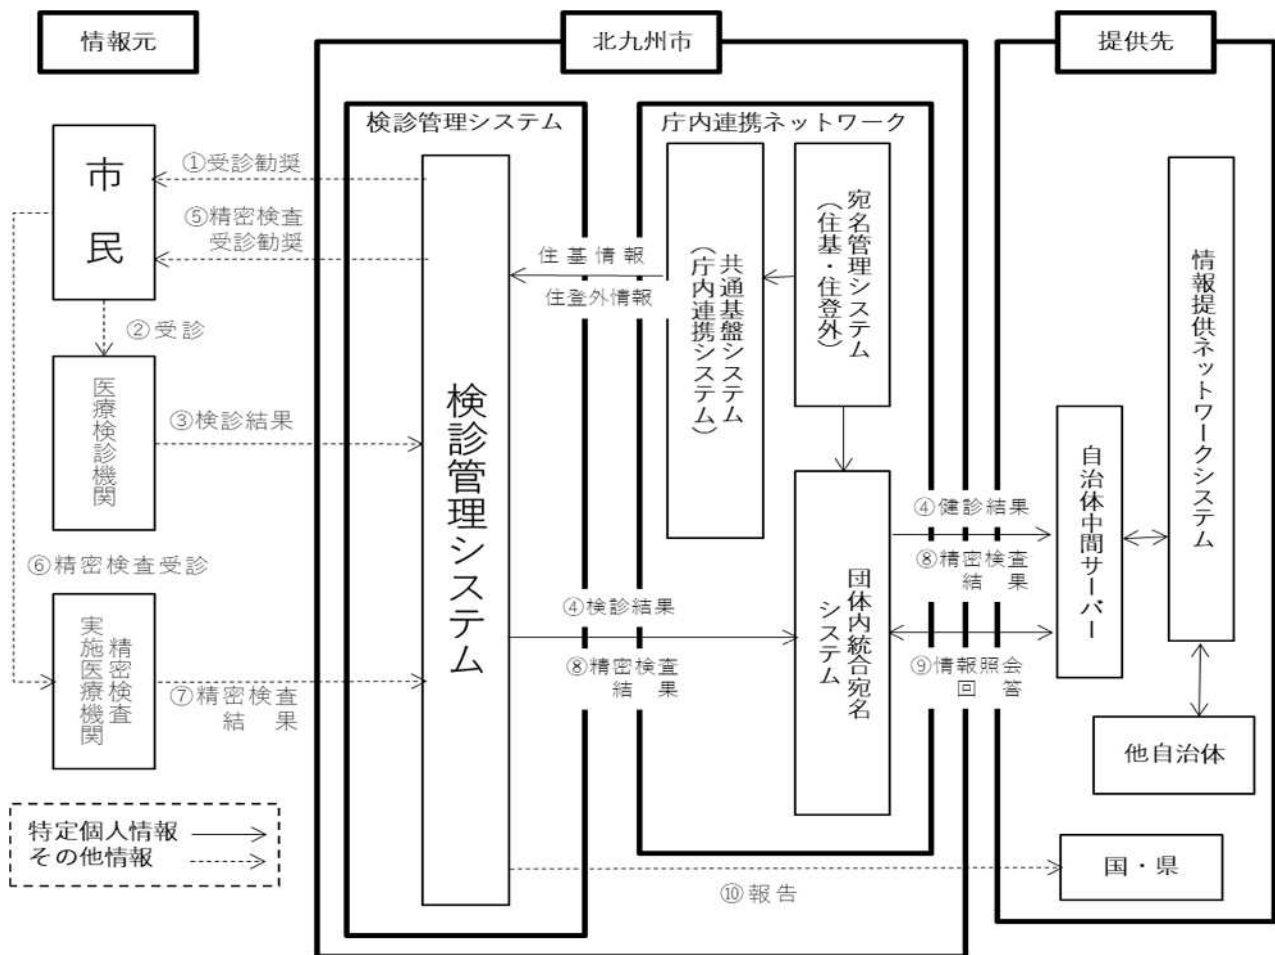 情報元
北九州市
提供先
検診管理システム
庁内連携ネットワーク
市民
①受診勧奨
⑤精密検査
受診勧奨
②受診
医療検診機関
③検診結果
⑥精密検査受診
精密検査
実施医療機関
⑦精密検査
結果
検診管理システム
住基情報
住登外情報
共通基盤システム
（庁内連携システム）
宛名管理システム
（住基・住登外）
④検診結果
⑧精密検査
結果
団体内統合宛名
システム
④健診結果
⑧精密検査
結果
⑨情報照会
回答
自治体中間サーバー
情報提供ネットワークシステム
他自治体
国・県
⑩報告
特定個人情報
その他情報